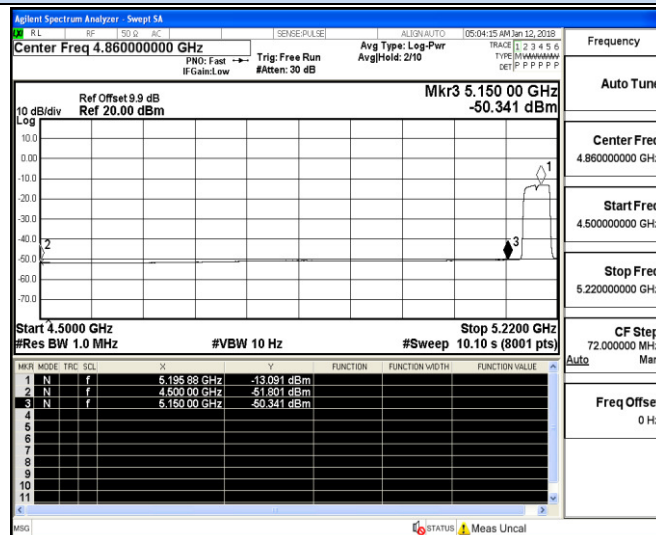 Agilent Spectrum Analyzer - Swept SA
RL RF 50 Ω AC SENSE:PULSE ALIGN AUTO 05:04:15 AM Jan 12, 2018
Center Freq 4.860000000 GHz
PNO: Fast
IFGain:Low
Trig: Free Run
#Atten: 30 dB
Avg Type: Log-Pwr
Avg|Hold: 2/10
TRACE 1 2 3 4 5 6
TYPE MWWWWW
DET P P P P P P
Mkr3 5.150 00 GHz
-50.341 dBm
Ref Offset 9.9 dB
Ref 20.00 dBm
10 dB/div
Log
10.0
0.00
-10.0
-20.0
-30.0
-40.0
-50.0
-60.0
-70.0
1
2
3
Start 4.5000 GHz Stop 5.2200 GHz
#Res BW 1.0 MHz #VBW 10 Hz #Sweep 10.10 s (8001 pts)
MKR MODE TRC SCL X Y FUNCTION FUNCTION WIDTH FUNCTION VALUE
1 N f 5.195 88 GHz -13.091 dBm
2 N f 4.500 00 GHz -51.801 dBm
3 N f 5.150 00 GHz -50.341 dBm
4
5
6
7
8
9
10
11
MSG STATUS Meas Uncal
Frequency
Auto Tune
Center Freq
4.860000000 GHz
Start Freq
4.500000000 GHz
Stop Freq
5.220000000 GHz
CF Step
72.000000 MHz
Auto Man
Freq Offset
0 Hz